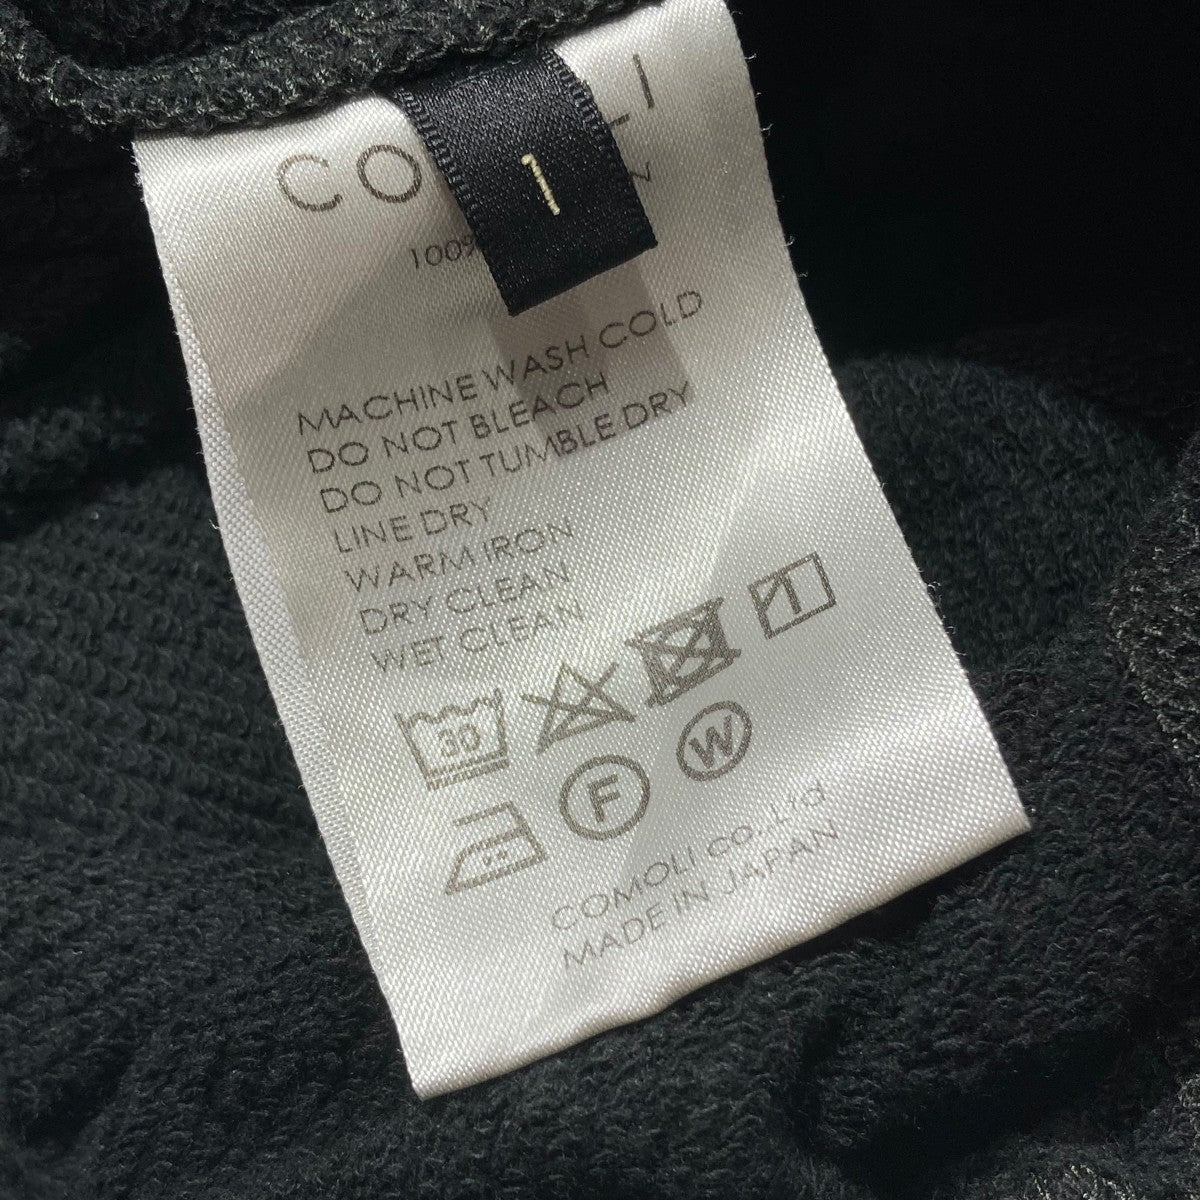 1
100%
MACHINE WASH COLD
DO NOT BLEACH
DO NOT TUMBLE DRY
LINE DRY
WARM IRON
DRY CLEAN
WET CLEAN
30
F W
COMOLI CO.,Ltd
MADE IN JAPAN